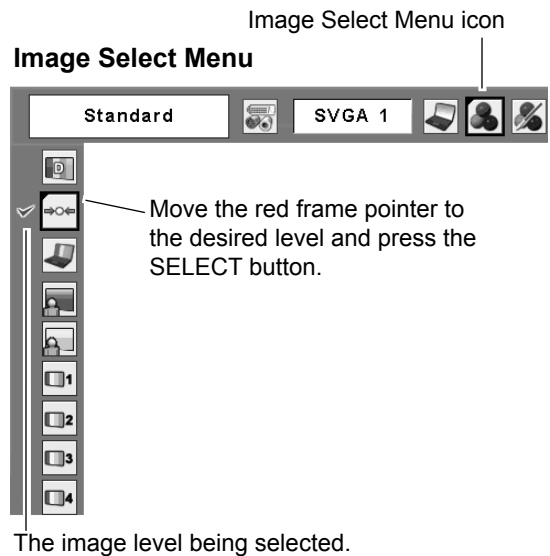 Image Select Menu icon
Image Select Menu
Standard
SVGA 1
D
Move the red frame pointer to
the desired level and press the
SELECT button.
1
2
3
4
The image level being selected.